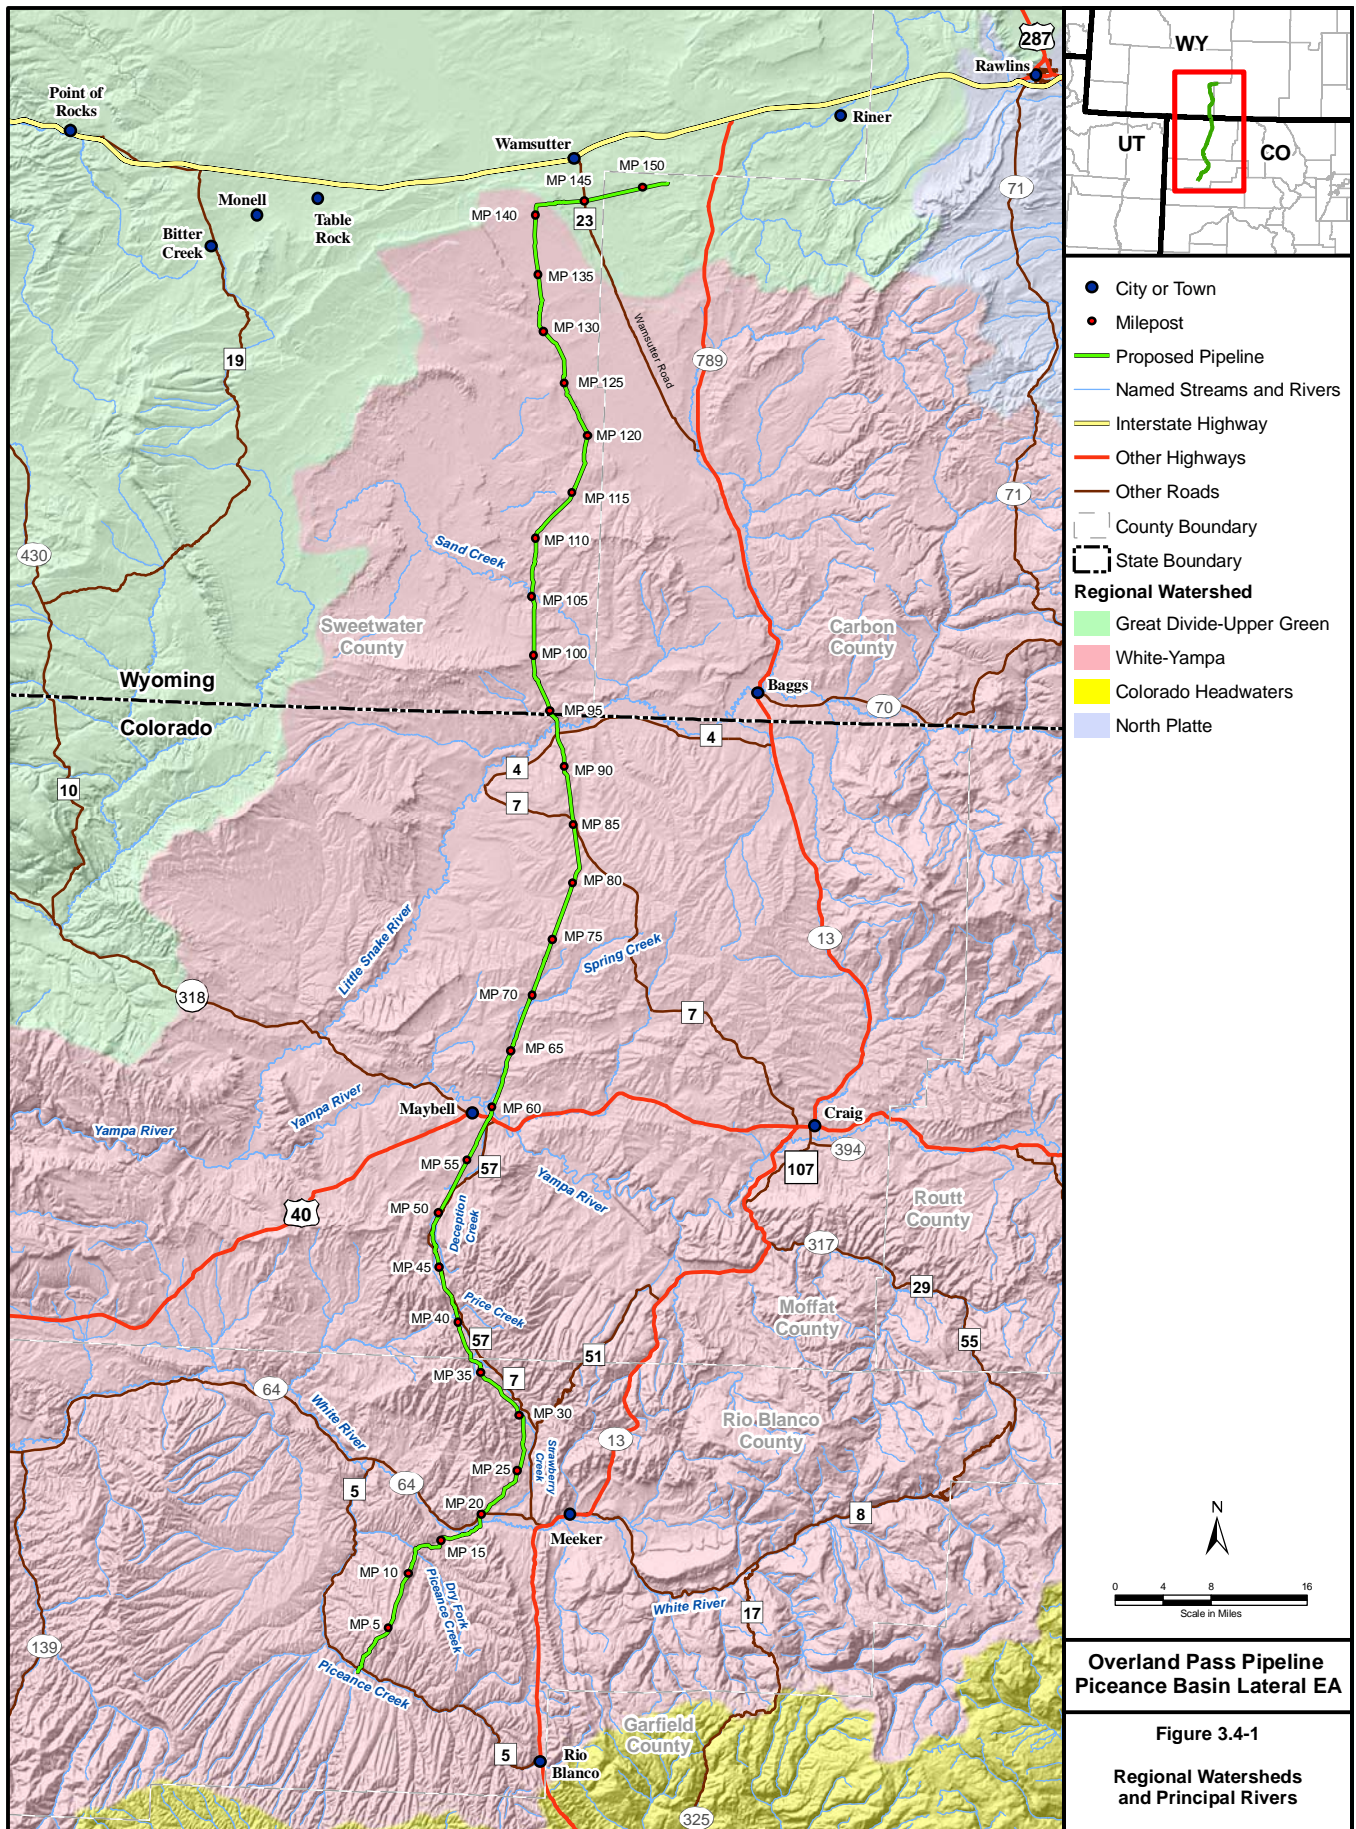 287
Rawlins
Point of
Rocks
Riner
Wamsutter
MP 150
MP 145
71
Monell
Table
Rock
MP 140
23
Bitter
Creek
MP 135
MP 130
Wamsutter Road
19
789
MP 125
MP 120
MP 115
71
430
Sand Creek
MP 110
MP 105
Sweetwater
County
Carbon
County
MP 100
Wyoming
Baggs
MP 95
70
Colorado
4
4
MP 90
10
7
MP 85
MP 80
Little Snake River
MP 75
13
Spring Creek
318
MP 70
7
MP 65
Yampa River
MP 60
Maybell
Craig
Yampa River
394
MP 55
57
107
Yampa River
40
MP 50
Deception
Creek
Routt
County
317
MP 45
29
Price Creek
Moffat
County
MP 40
57
51
55
MP 35
7
64
White River
MP 30
Rio Blanco
County
13
Strawberry
Creek
MP 25
5
64
MP 20
8
Meeker
MP 15
MP 10
Dry Fork
Piceance Creek
White River
17
MP 5
139
Piceance Creek
Garfield
County
5
Rio
Blanco
325
WY
UT
CO
City or Town
Milepost
Proposed Pipeline
Named Streams and Rivers
Interstate Highway
Other Highways
Other Roads
County Boundary
State Boundary
Regional Watershed
Great Divide-Upper Green
White-Yampa
Colorado Headwaters
North Platte
N
0 4 8 16
Scale in Miles
Overland Pass Pipeline
Piceance Basin Lateral EA
Figure 3.4-1
Regional Watersheds
and Principal Rivers